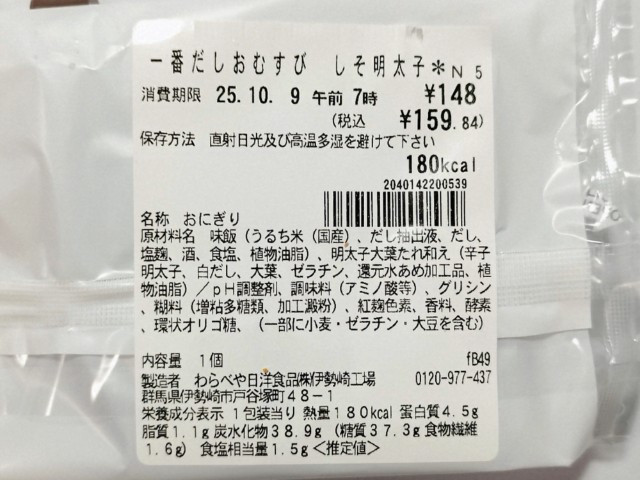 一番だしおむすび しそ明太子*N5
消費期限 25.10. 9 午前 7時 ¥148
(税込 ¥159.84)
保存方法 直射日光及び高温多湿を避けて下さい
180kcal
2040142200539
名称 おにぎり
原材料名 味飯(うるち米(国産)、だし抽出液、だし、
塩麹、酒、食塩、植物油脂)、明太子大葉たれ和え(辛子
明太子、白だし、大葉、ゼラチン、還元水あめ加工品、植
物油脂)/pH調整剤、調味料(アミノ酸等)、グリシン
、糊料(増粘多糖類、加工澱粉)、紅麹色素、香料、酵素
、環状オリゴ糖、(一部に小麦・ゼラチン・大豆を含む)
内容量 1個 fB49
製造者 わらべや日洋食品(株)伊勢崎工場 0120-977-437
群馬県伊勢崎市戸谷塚町48-1
栄養成分表示 1包装当り 熱量180kcal 蛋白質4.5g
脂質1.1g 炭水化物38.9g (糖質37.3g 食物繊維
1.6g) 食塩相当量1.5g <推定値>